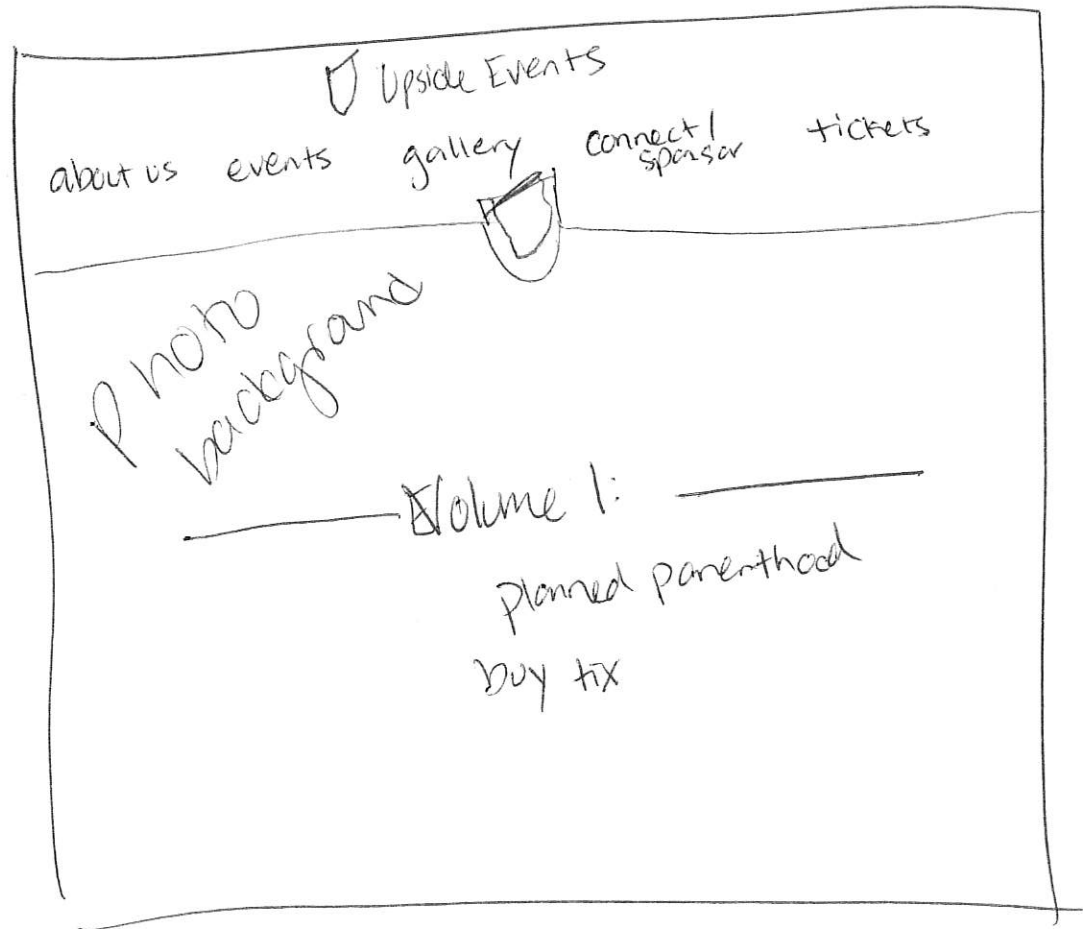 Upside Events
about us events gallery connect/ sponsor tickets
Photo
background
Volume 1:
planned parenthood
buy tix